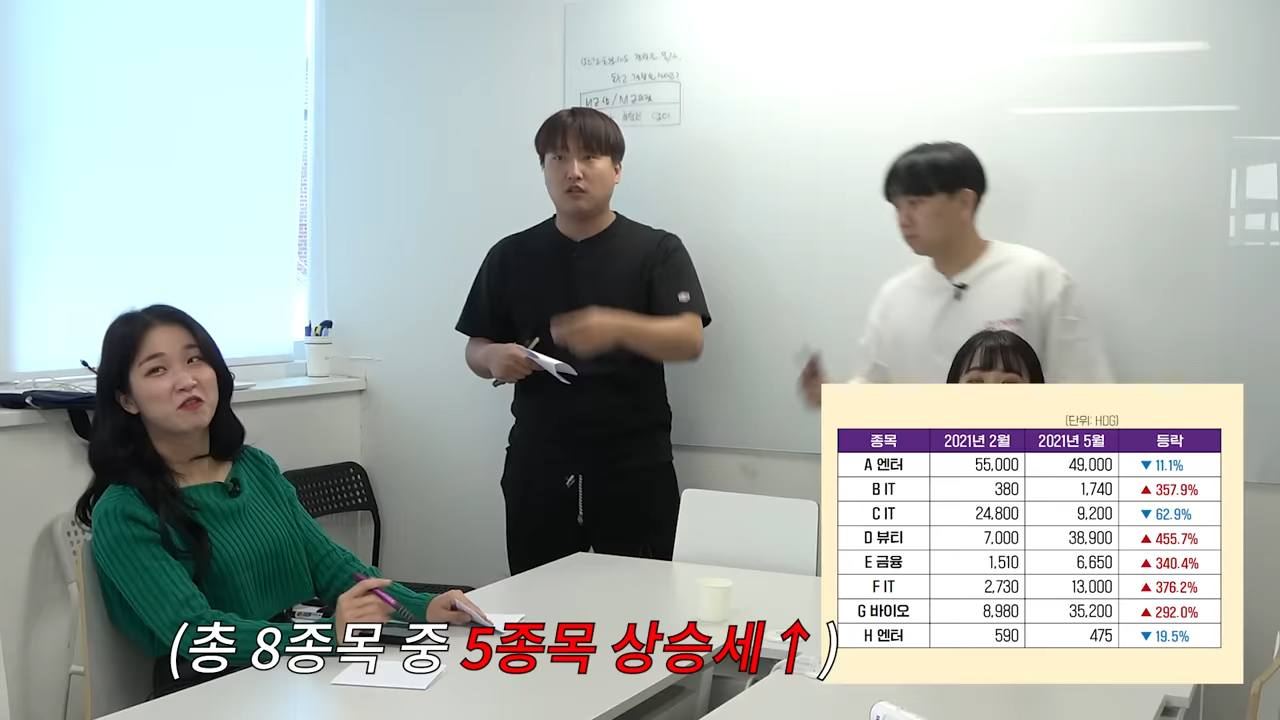 (단위: HDG)
종목 2021년 2월 2021년 5월 등락
A 엔터 55,000 49,000 ▼ 11.1%
B IT 380 1,740 ▲ 357.9%
C IT 24,800 9,200 ▼ 62.9%
D 뷰티 7,000 38,900 ▲ 455.7%
E 금융 1,510 6,650 ▲ 340.4%
F IT 2,730 13,000 ▲ 376.2%
G 바이오 8,980 35,200 ▲ 292.0%
H 엔터 590 475 ▼ 19.5%
(총 8종목 중 5종목 상승세↑)